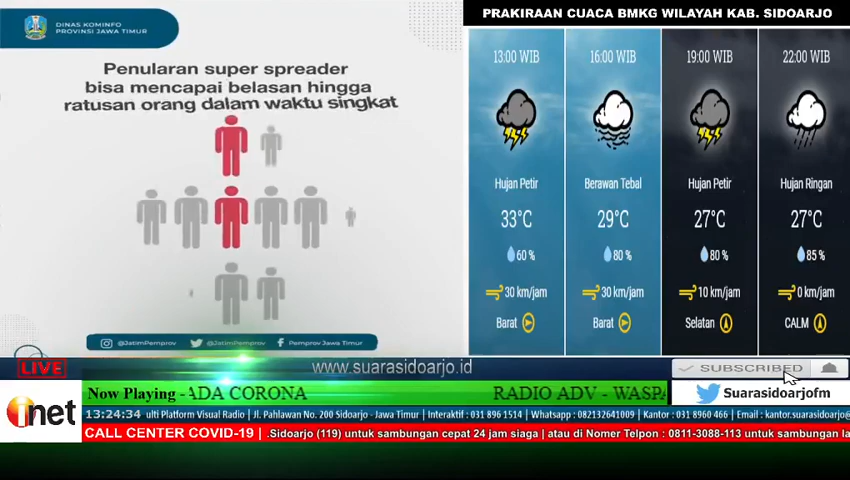 DINAS KOMINFO
PROVINSI JAWA TIMUR
Penularan super spreader
bisa mencapai belasan hingga
ratusan orang dalam waktu singkat
@JatimPemprov
@JatimPemprov
Pemprov Jawa Timur
PRAKIRAAN CUACA BMKG WILAYAH KAB. SIDOARJO
13:00 WIB
Hujan Petir
33°C
60 %
30 km/jam
Barat
16:00 WIB
Berawan Tebal
29°C
80 %
30 km/jam
Barat
19:00 WIB
Hujan Petir
27°C
80 %
10 km/jam
Selatan
22:00 WIB
Hujan Ringan
27°C
85 %
0 km/jam
CALM
LIVE
www.suarasidoarjo.id
SUBSCRIBED
Now Playing - ADA CORONA RADIO ADV - WASPA
Suarasidoarjofm
inet
13:24:34 ulti Platform Visual Radio | Jl. Pahlawan No. 200 Sidoarjo - Jawa Timur | Interaktif : 031 896 1514 | Whatsapp : 082132641009 | Kantor : 031 8960 466 | Email : kantor.suarasidoarjo@
CALL CENTER COVID-19 | .Sidoarjo (119) untuk sambungan cepat 24 jam siaga | atau di Nomer Telpon : 0811-3088-113 untuk sambungan la